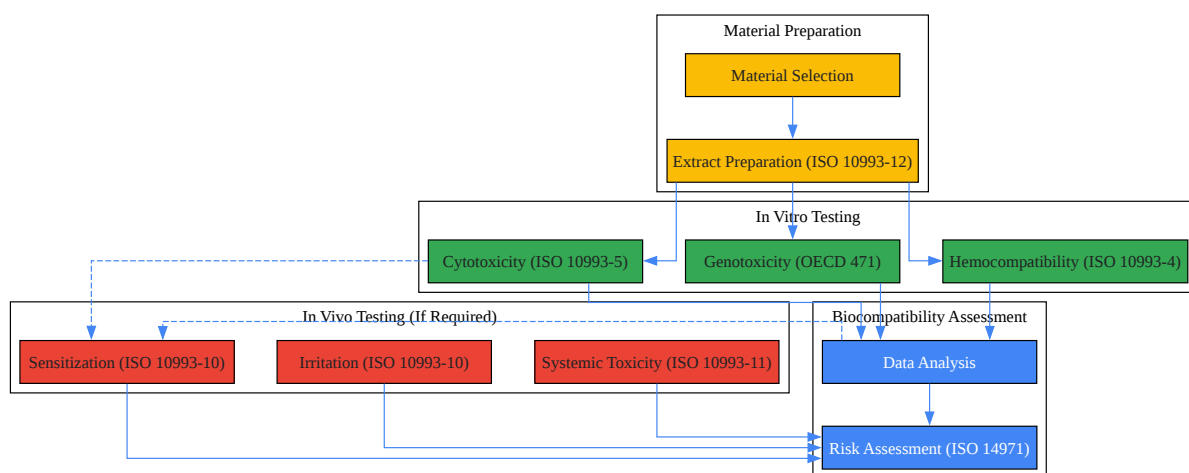 Material Preparation
Material Selection
Extract Preparation (ISO 10993-12)
In Vitro Testing
Cytotoxicity (ISO 10993-5)
Genotoxicity (OECD 471)
Hemocompatibility (ISO 10993-4)
In Vivo Testing (If Required)
Sensitization (ISO 10993-10)
Irritation (ISO 10993-10)
Systemic Toxicity (ISO 10993-11)
Biocompatibility Assessment
Data Analysis
Risk Assessment (ISO 14971)